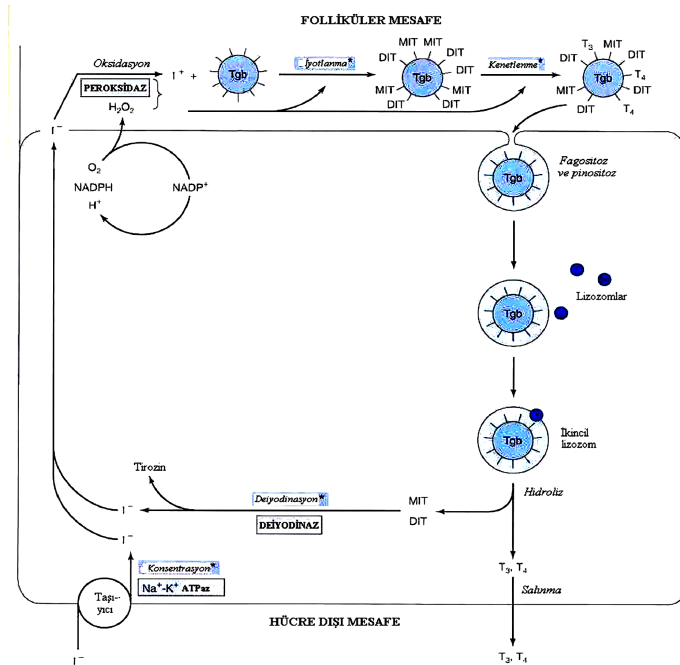 FOLLİKÜLER MESAFE
Oksidasyon
I⁺ +
Tgb
İyotlanma*
MIT MIT
DIT DIT
DIT
Tgb
DIT
MIT MIT
DIT DIT
Kenetlenme*
T₃ MIT
DIT DIT
Tgb
T₄
MIT DIT
DIT T₄
PEROKSİDAZ
H₂O₂
I⁻
O₂
NADPH
H⁺
NADP⁺
Tgb
Fagositoz
ve pinositoz
Tgb
Lizozomlar
Tgb
İkincil
lizozom
Hidroliz
Tirozin
Deiyodinasyon*
DEİYODİNAZ
MIT
DIT
I⁻
I⁻
Konsentrasyon*
Na⁺-K⁺ ATPaz
Taşı-
yıcı
T₃, T₄
Salınma
HÜCRE DIŞI MESAFE
I⁻
T₃, T₄